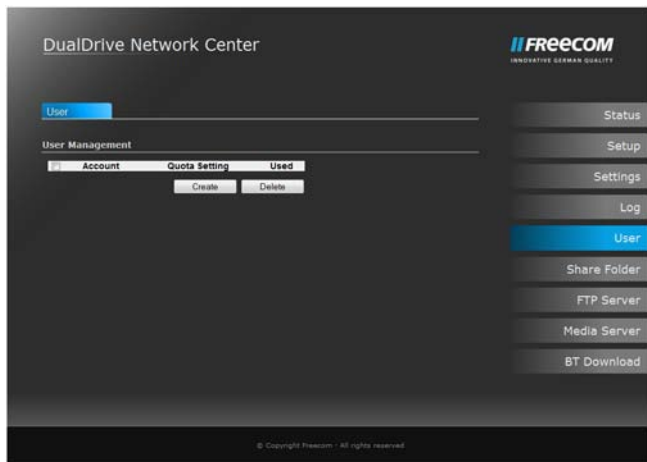 DualDrive Network Center
FREECOM
INNOVATIVE GERMAN QUALITY
User
User Management
Account Quota Setting Used
Create Delete
Status
Setup
Settings
Log
User
Share Folder
FTP Server
Media Server
BT Download
© Copyright Freecom - All rights reserved